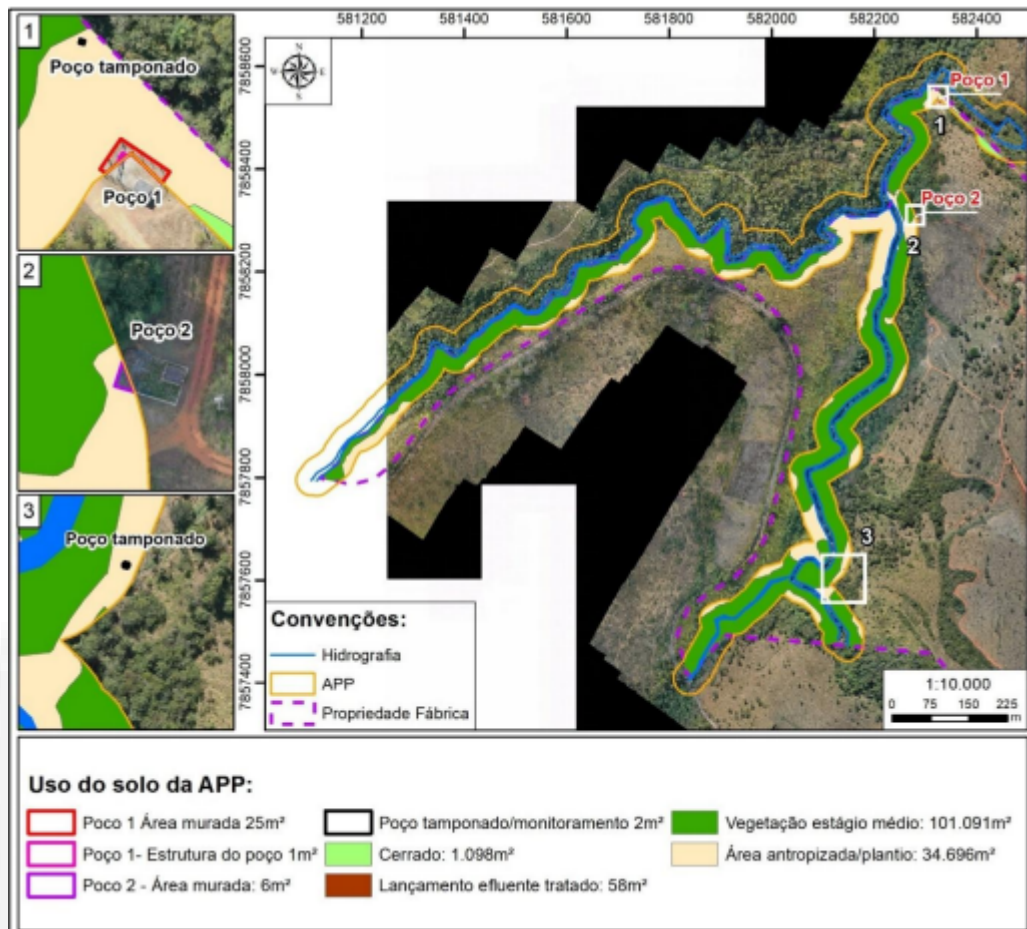 581200 581400 581600 581800 582000 582200 582400
1
Poço tamponado
Poço 1
2
Poço 2
3
Poço tamponado
7858600
7858400
7858200
7858000
7857800
7857600
7857400
N
W E
S
Poço 1
1
Poço 2
2
3
Convenções:
Hidrografia
APP
Propriedade Fábrica
1:10.000
0 75 150 225
m
Uso do solo da APP:
Poco 1 Área murada 25m²
Poço 1- Estrutura do poço 1m²
Poco 2 - Área murada: 6m²
Poço tamponado/monitoramento 2m²
Cerrado: 1.098m²
Lançamento efluente tratado: 58m²
Vegetação estágio médio: 101.091m²
Área antropizada/plantio: 34.696m²